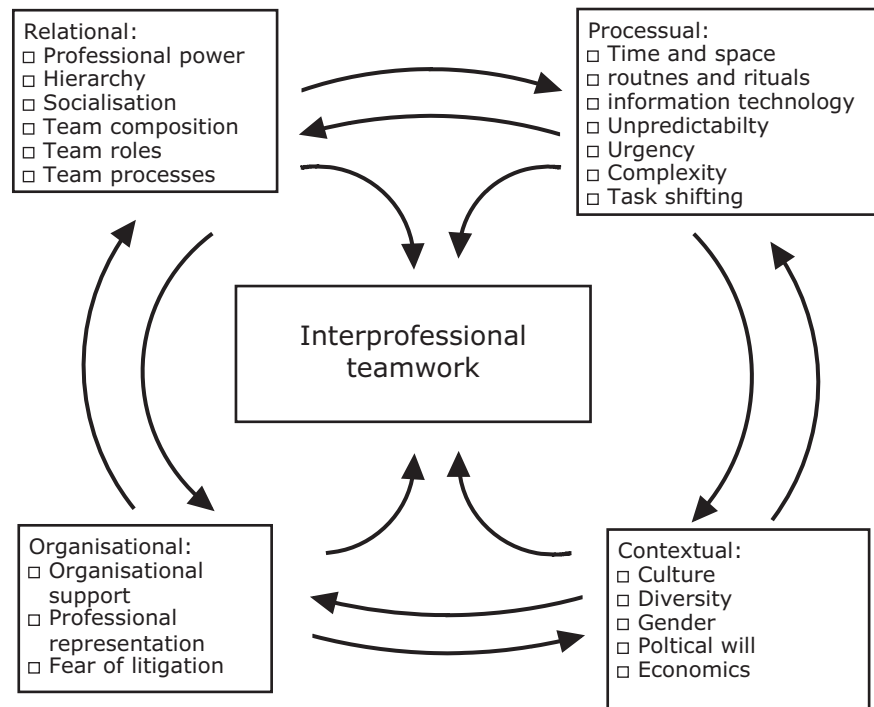 Relational:
□ Professional power
□ Hierarchy
□ Socialisation
□ Team composition
□ Team roles
□ Team processes
Processual:
□ Time and space
□ routnes and rituals
□ information technology
□ Unpredictabilty
□ Urgency
□ Complexity
□ Task shifting
Interprofessional
teamwork
Organisational:
□ Organisational
support
□ Professional
representation
□ Fear of litigation
Contextual:
□ Culture
□ Diversity
□ Gender
□ Poltical will
□ Economics